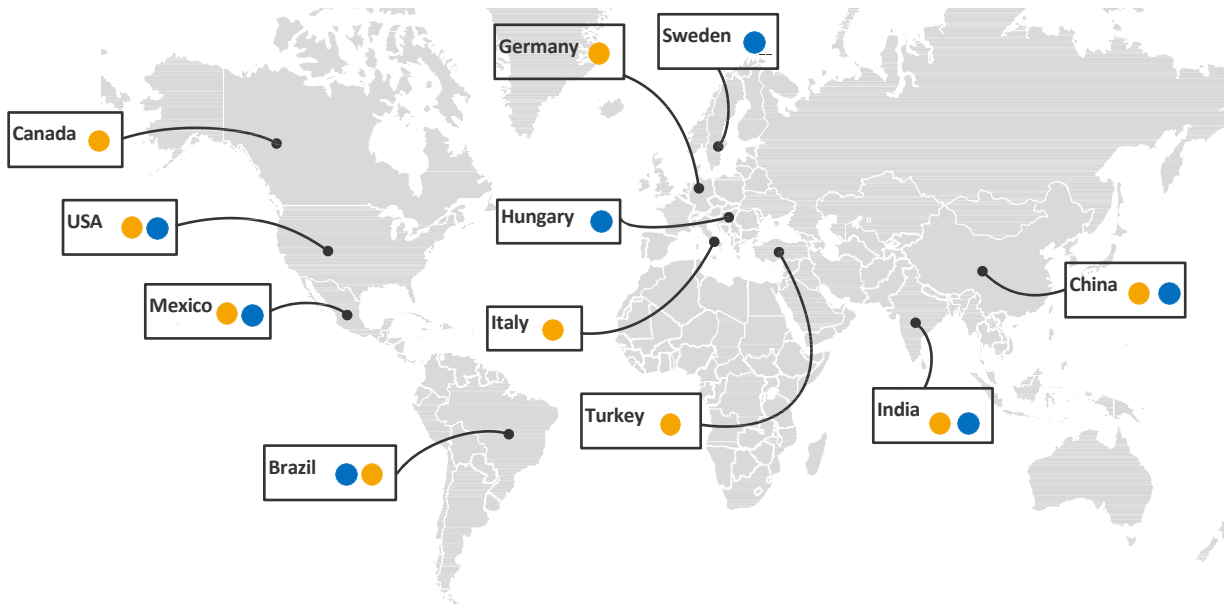 Germany
Sweden
Canada
USA
Hungary
Mexico
China
Italy
Turkey
India
Brazil